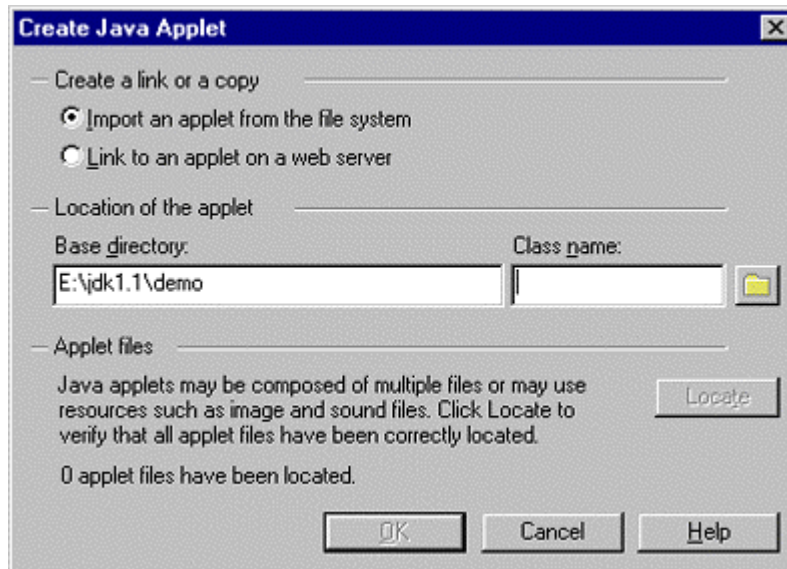 Create Java Applet
Create a link or a copy
Import an applet from the file system
Link to an applet on a web server
Location of the applet
Base directory: Class name:
E:\jdk1.1\demo
Applet files
Java applets may be composed of multiple files or may use
resources such as image and sound files. Click Locate to
verify that all applet files have been correctly located.
Locate
0 applet files have been located.
OK Cancel Help